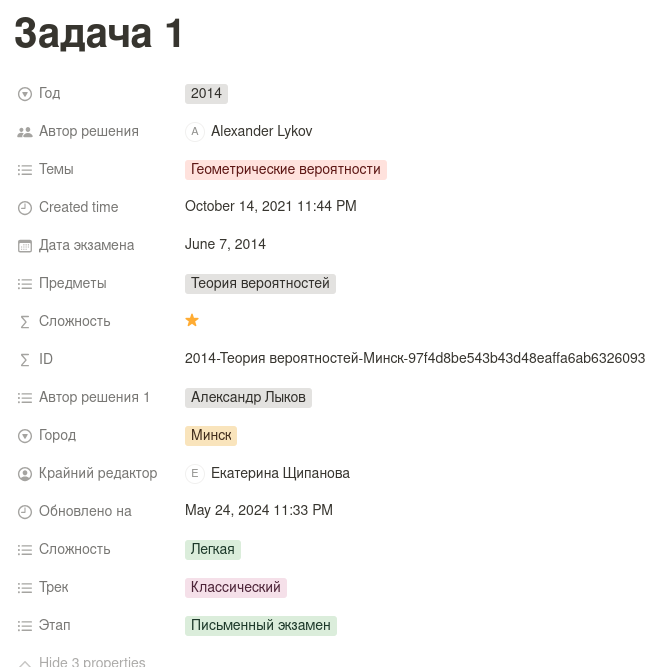 Задача 1
Год 2014
Автор решения A Alexander Lykov
Темы Геометрические вероятности
Created time October 14, 2021 11:44 PM
Дата экзамена June 7, 2014
Предметы Теория вероятностей
Сложность
ID 2014-Теория вероятностей-Минск-97f4d8be543b43d48eaffa6ab6326093
Автор решения 1 Александр Лыков
Город Минск
Крайний редактор E Екатерина Щипанова
Обновлено на May 24, 2024 11:33 PM
Сложность Легкая
Трек Классический
Этап Письменный экзамен
Hide 3 properties